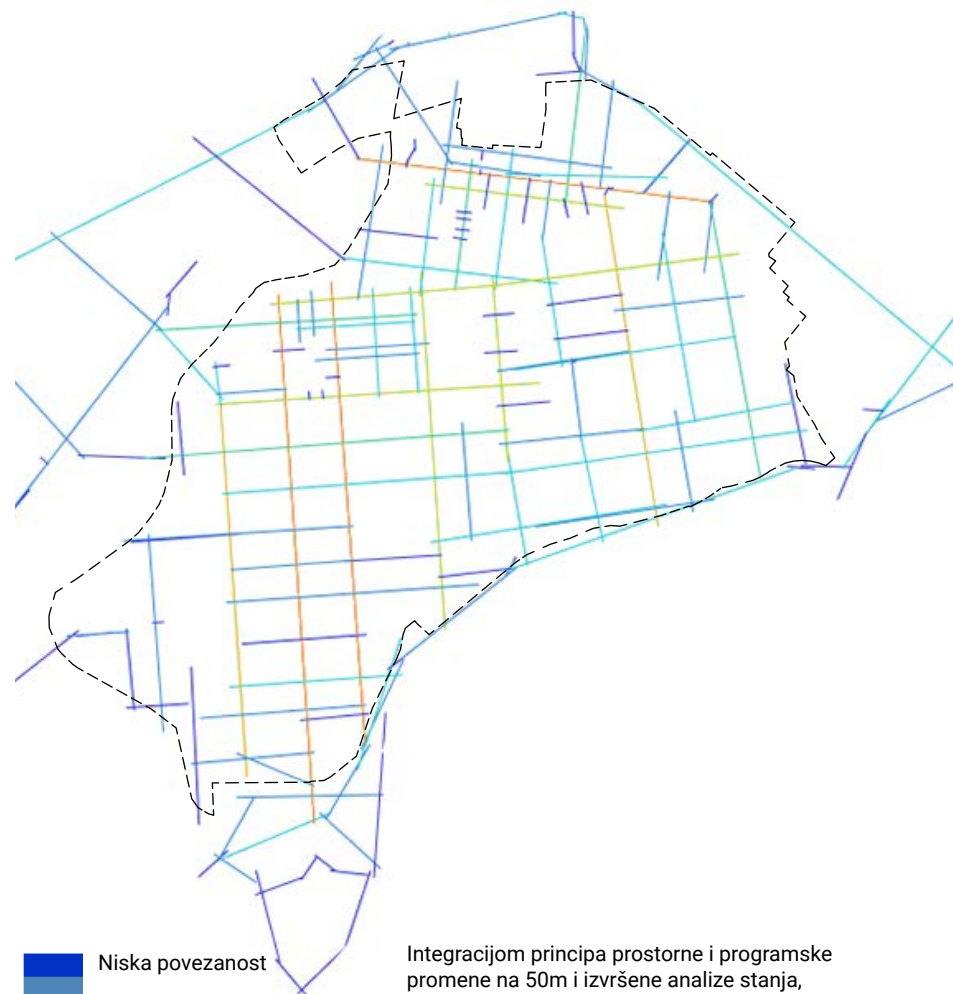 Niska povezanost
Integracijom principa prostorne i programske
promene na 50m i izvršene analize stanja,